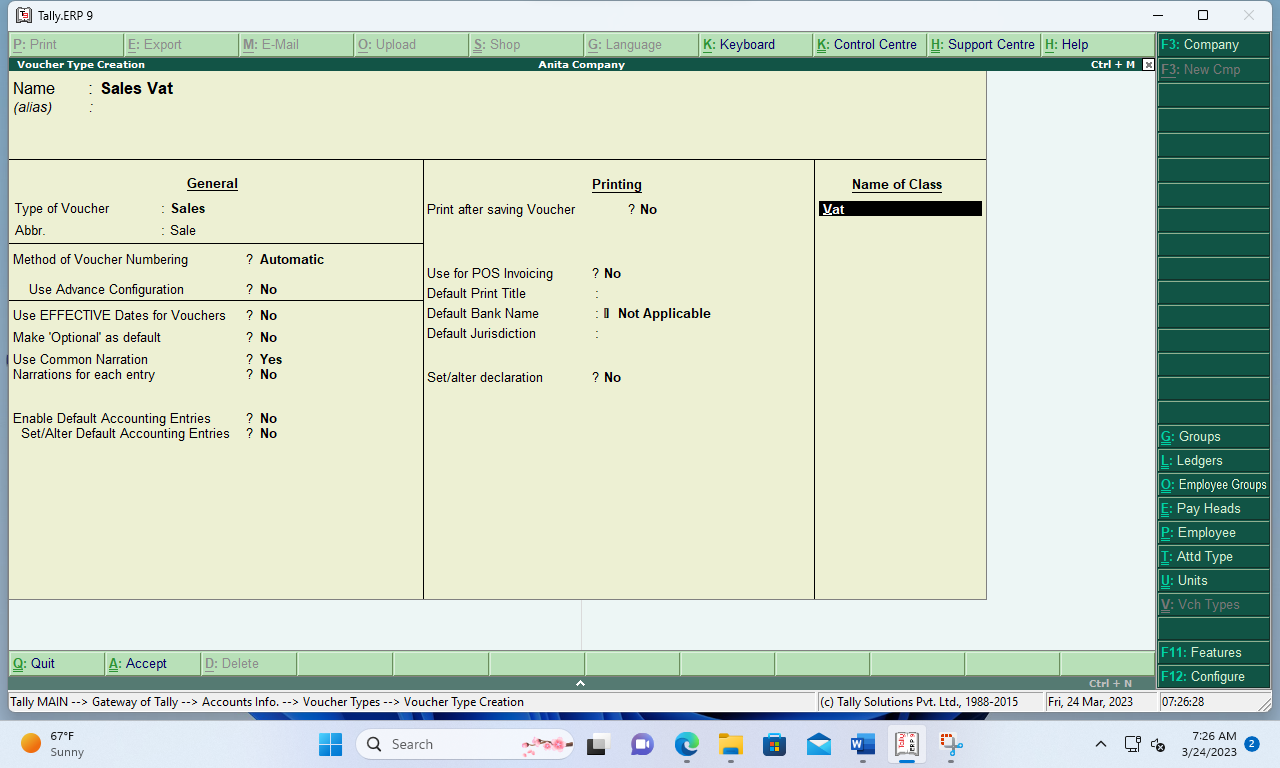 Tally.ERP 9
P: Print E: Export M: E-Mail O: Upload S: Shop G: Language K: Keyboard K: Control Centre H: Support Centre H: Help
Voucher Type Creation Anita Company Ctrl + M
Name : Sales Vat
(alias) :
General
Type of Voucher : Sales
Abbr. : Sale
Method of Voucher Numbering ? Automatic
Use Advance Configuration ? No
Use EFFECTIVE Dates for Vouchers ? No
Make 'Optional' as default ? No
Use Common Narration ? Yes
Narrations for each entry ? No
Enable Default Accounting Entries ? No
Set/Alter Default Accounting Entries ? No
Printing
Print after saving Voucher ? No
Use for POS Invoicing ? No
Default Print Title :
Default Bank Name : Not Applicable
Default Jurisdiction :
Set/alter declaration ? No
Name of Class
Vat
F3: Company
F3: New Cmp
G: Groups
L: Ledgers
O: Employee Groups
E: Pay Heads
P: Employee
T: Attd Type
U: Units
V: Vch Types
F11: Features
F12: Configure
Q: Quit A: Accept D: Delete
Ctrl + N
Tally MAIN --> Gateway of Tally --> Accounts Info. --> Voucher Types --> Voucher Type Creation (c) Tally Solutions Pvt. Ltd., 1988-2015 Fri, 24 Mar, 2023 07:26:28
67°F
Sunny
Search
7:26 AM
3/24/2023
2